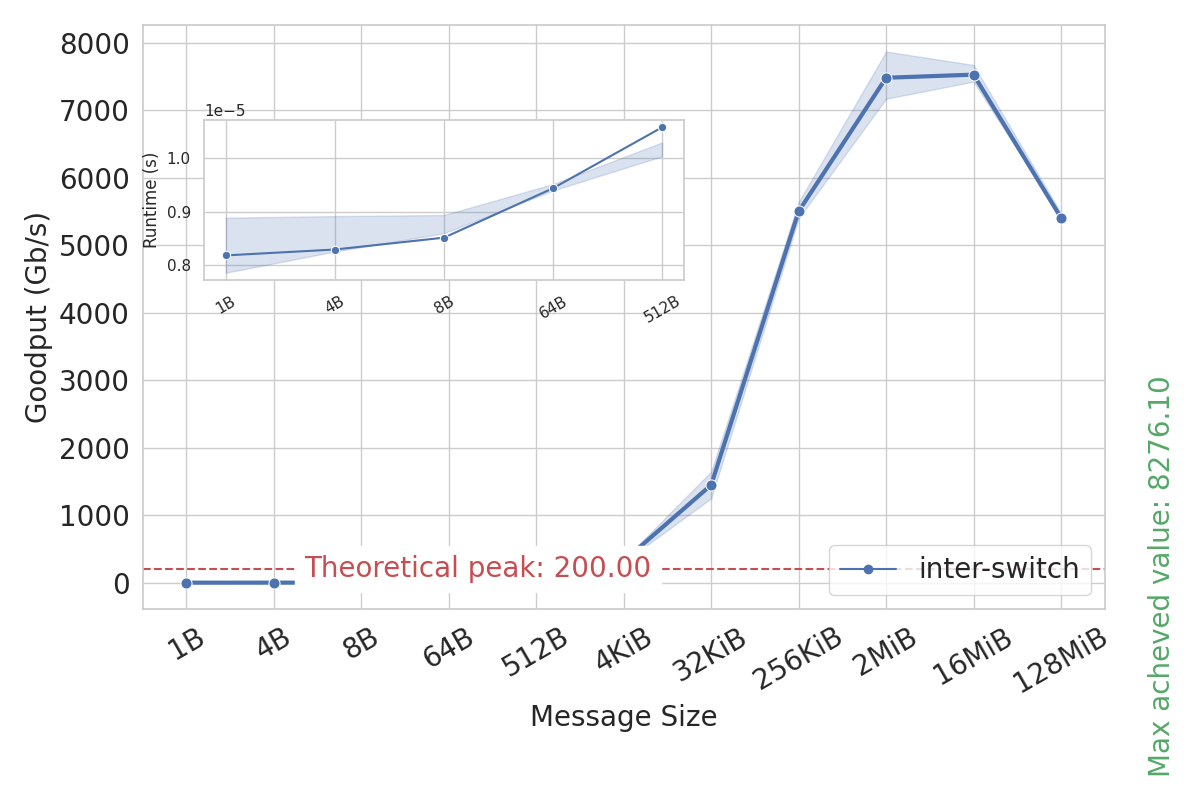 8000
7000
6000
5000
4000
3000
2000
1000
0
Goodput (Gb/s)
1e−5
1.0
0.9
0.8
Runtime (s)
1B
4B
8B
64B
512B
Theoretical peak: 200.00
inter-switch
1B
4B
8B
64B
512B
4KiB
32KiB
256KiB
2MiB
16MiB
128MiB
Message Size
Max acheved value: 8276.10